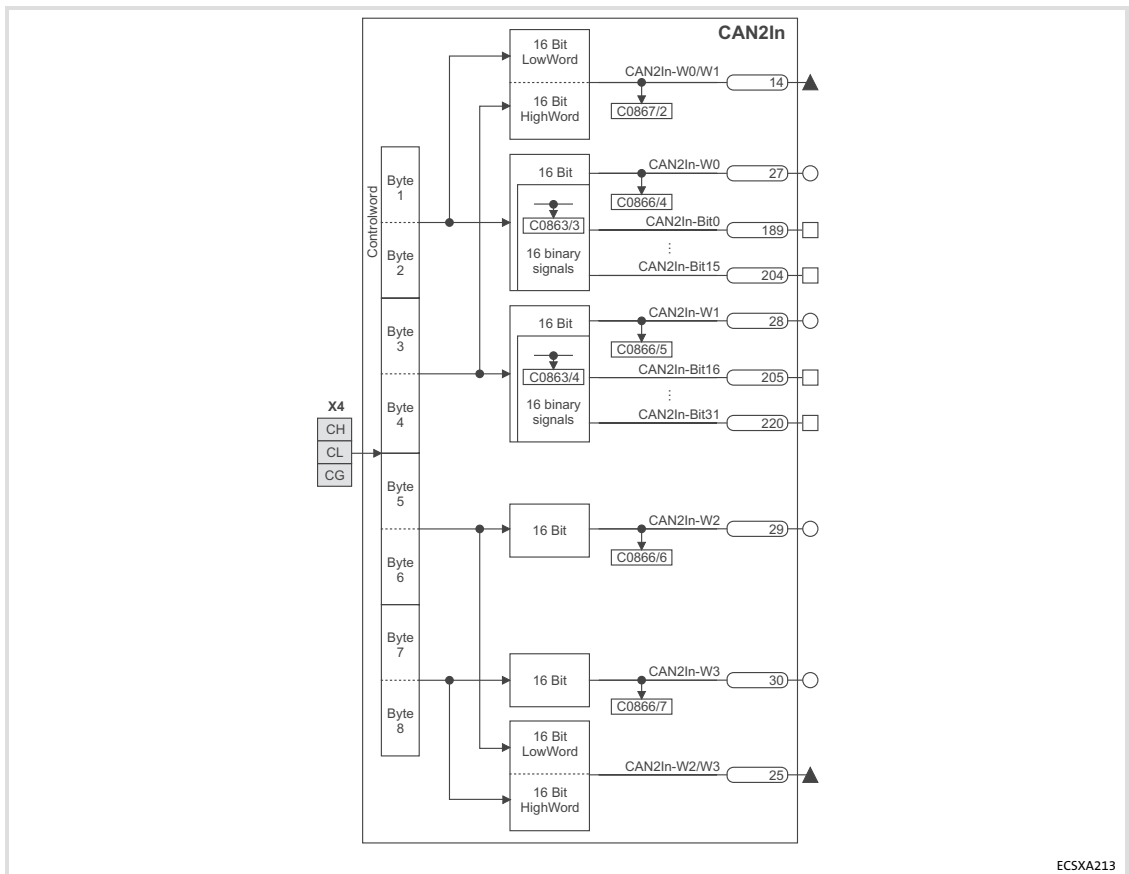 CAN2In
16 Bit
LowWord
CAN2In-W0/W1
14
C0867/2
16 Bit
HighWord
Controlword
Byte
1
Byte
2
Byte
3
Byte
4
Byte
5
Byte
6
Byte
7
Byte
8
16 Bit
CAN2In-W0
27
C0866/4
C0863/3
CAN2In-Bit0
189
16 binary
signals
⋮
CAN2In-Bit15
204
16 Bit
CAN2In-W1
28
C0866/5
C0863/4
CAN2In-Bit16
205
16 binary
signals
⋮
CAN2In-Bit31
220
X4
CH
CL
CG
16 Bit
CAN2In-W2
29
C0866/6
16 Bit
CAN2In-W3
30
C0866/7
16 Bit
LowWord
CAN2In-W2/W3
25
16 Bit
HighWord
ECSXA213